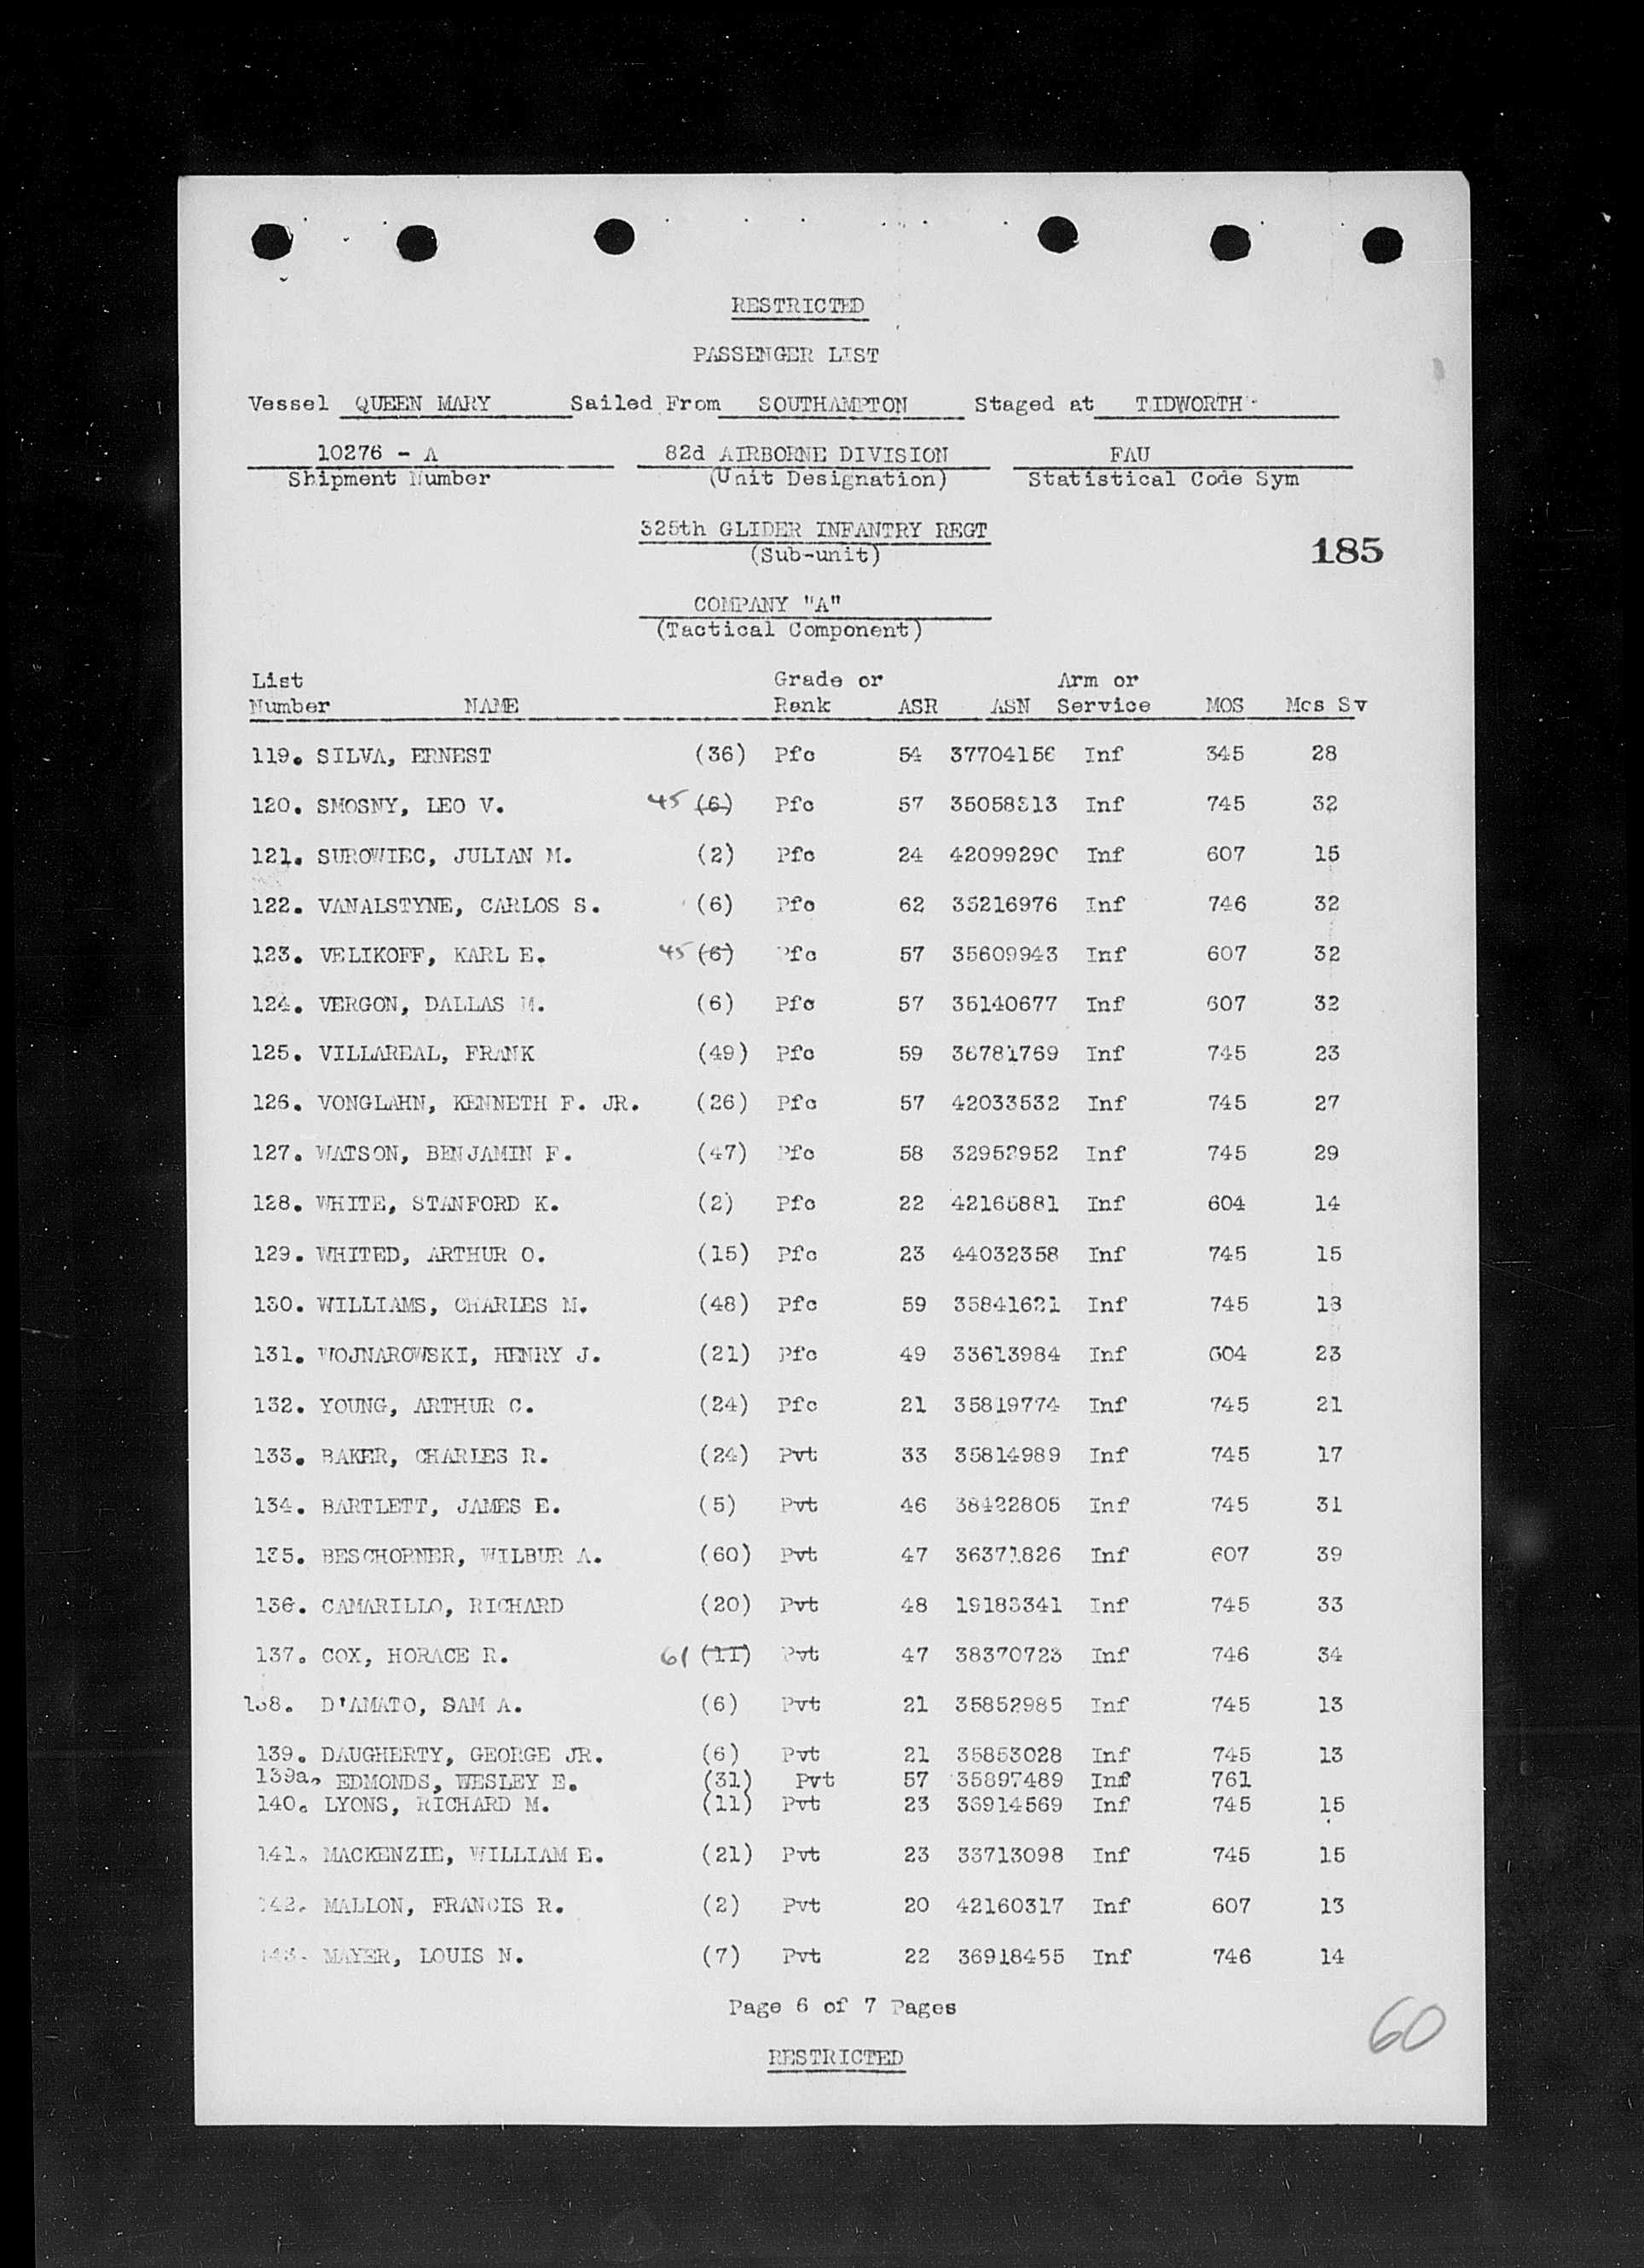 RESTRICTED
PASSENGER LIST
Vessel QUEEN MARY Sailed From SOUTHAMPTON Staged at TIDWORTH
10276 - A 82d AIRBORNE DIVISION FAU
Shipment Number (Unit Designation) Statistical Code Sym
325th GLIDER INFANTRY REGT
(Sub-unit) 185
COMPANY "A"
(Tactical Component)
List Grade or Arm or
Number NAME Rank ASR ASN Service MOS Mos Sv
119. SILVA, ERNEST (36) Pfc 54 37704156 Inf 345 28
120. SMOSNY, LEO V. 45 (6) Pfc 57 35058313 Inf 745 32
121. SUROWIEC, JULIAN M. (2) Pfc 24 42099290 Inf 607 15
122. VANALSTYNE, CARLOS S. (6) Pfc 62 35216976 Inf 746 32
123. VELIKOFF, KARL E. 45 (6) Pfc 57 35609943 Inf 607 32
124. VERGON, DALLAS M. (6) Pfc 57 35140677 Inf 607 32
125. VILLAREAL, FRANK (49) Pfc 59 36781769 Inf 745 23
126. VONGLAHN, KENNETH F. JR. (26) Pfc 57 42033532 Inf 745 27
127. WATSON, BENJAMIN F. (47) Pfc 58 32952952 Inf 745 29
128. WHITE, STANFORD K. (2) Pfc 22 42165881 Inf 604 14
129. WHITED, ARTHUR O. (15) Pfc 23 44032358 Inf 745 15
130. WILLIAMS, CHARLES M. (48) Pfc 59 35841621 Inf 745 18
131. WOJNAROWSKI, HENRY J. (21) Pfc 49 33613984 Inf 604 23
132. YOUNG, ARTHUR C. (24) Pfc 21 35819774 Inf 745 21
133. BAKER, CHARLES R. (24) Pvt 33 35814989 Inf 745 17
134. BARTLETT, JAMES E. (5) Pvt 46 38422805 Inf 745 31
135. BESCHORNER, WILBUR A. (60) Pvt 47 36371826 Inf 607 39
136. CAMARILLO, RICHARD (20) Pvt 48 19183341 Inf 745 33
137. COX, HORACE R. 61 (11) Pvt 47 38370723 Inf 746 34
138. D'AMATO, SAM A. (6) Pvt 21 35852985 Inf 745 13
139. DAUGHERTY, GEORGE JR. (6) Pvt 21 35853028 Inf 745 13
139a. EDMONDS, WESLEY E. (31) Pvt 57 35897489 Inf 761
140. LYONS, RICHARD M. (11) Pvt 23 36914569 Inf 745 15
141. MACKENZIE, WILLIAM E. (21) Pvt 23 33713098 Inf 745 15
142. MALLON, FRANCIS R. (2) Pvt 20 42160317 Inf 607 13
143. MAYER, LOUIS N. (7) Pvt 22 36918455 Inf 746 14
Page 6 of 7 Pages
60
RESTRICTED